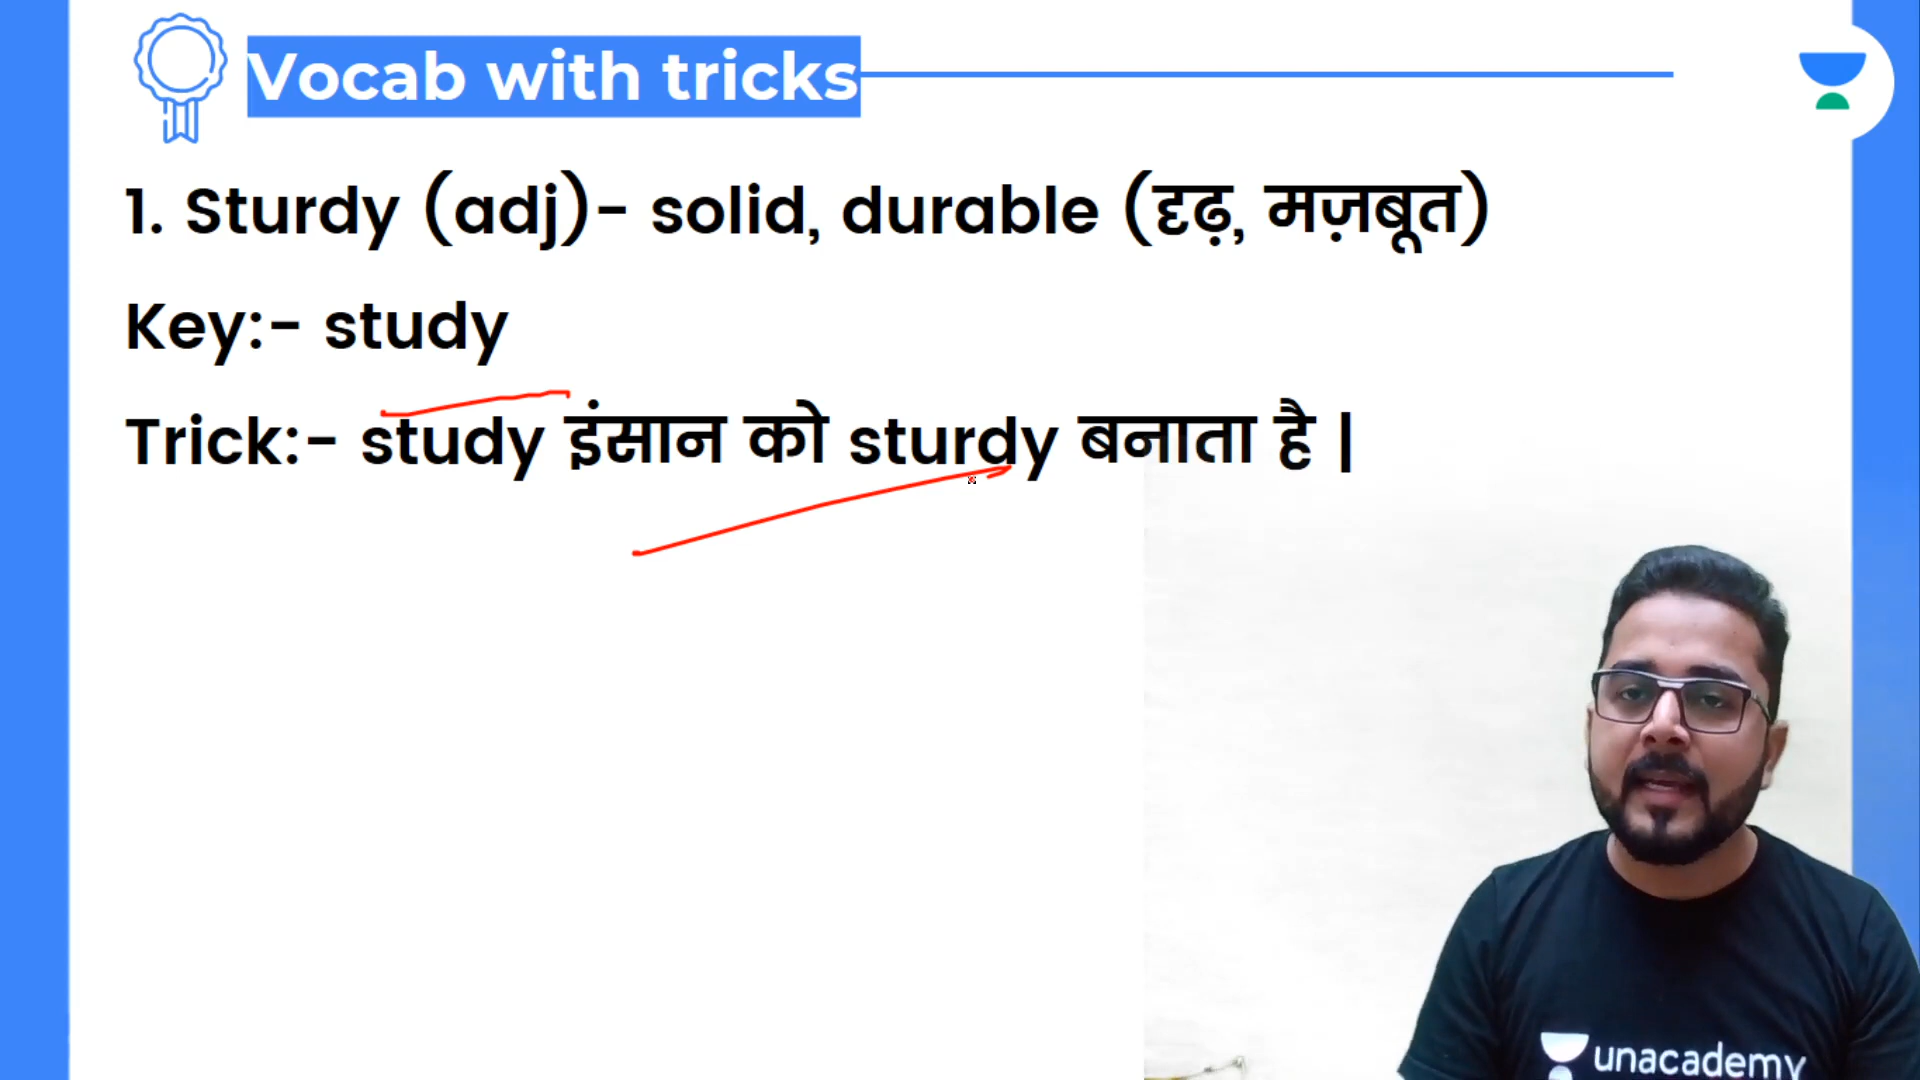 Vocab with tricks
1. Sturdy (adj)- solid, durable (दृढ़, मज़बूत)
Key:- study
Trick:- study इंसान को sturdy बनाता है |
unacademy